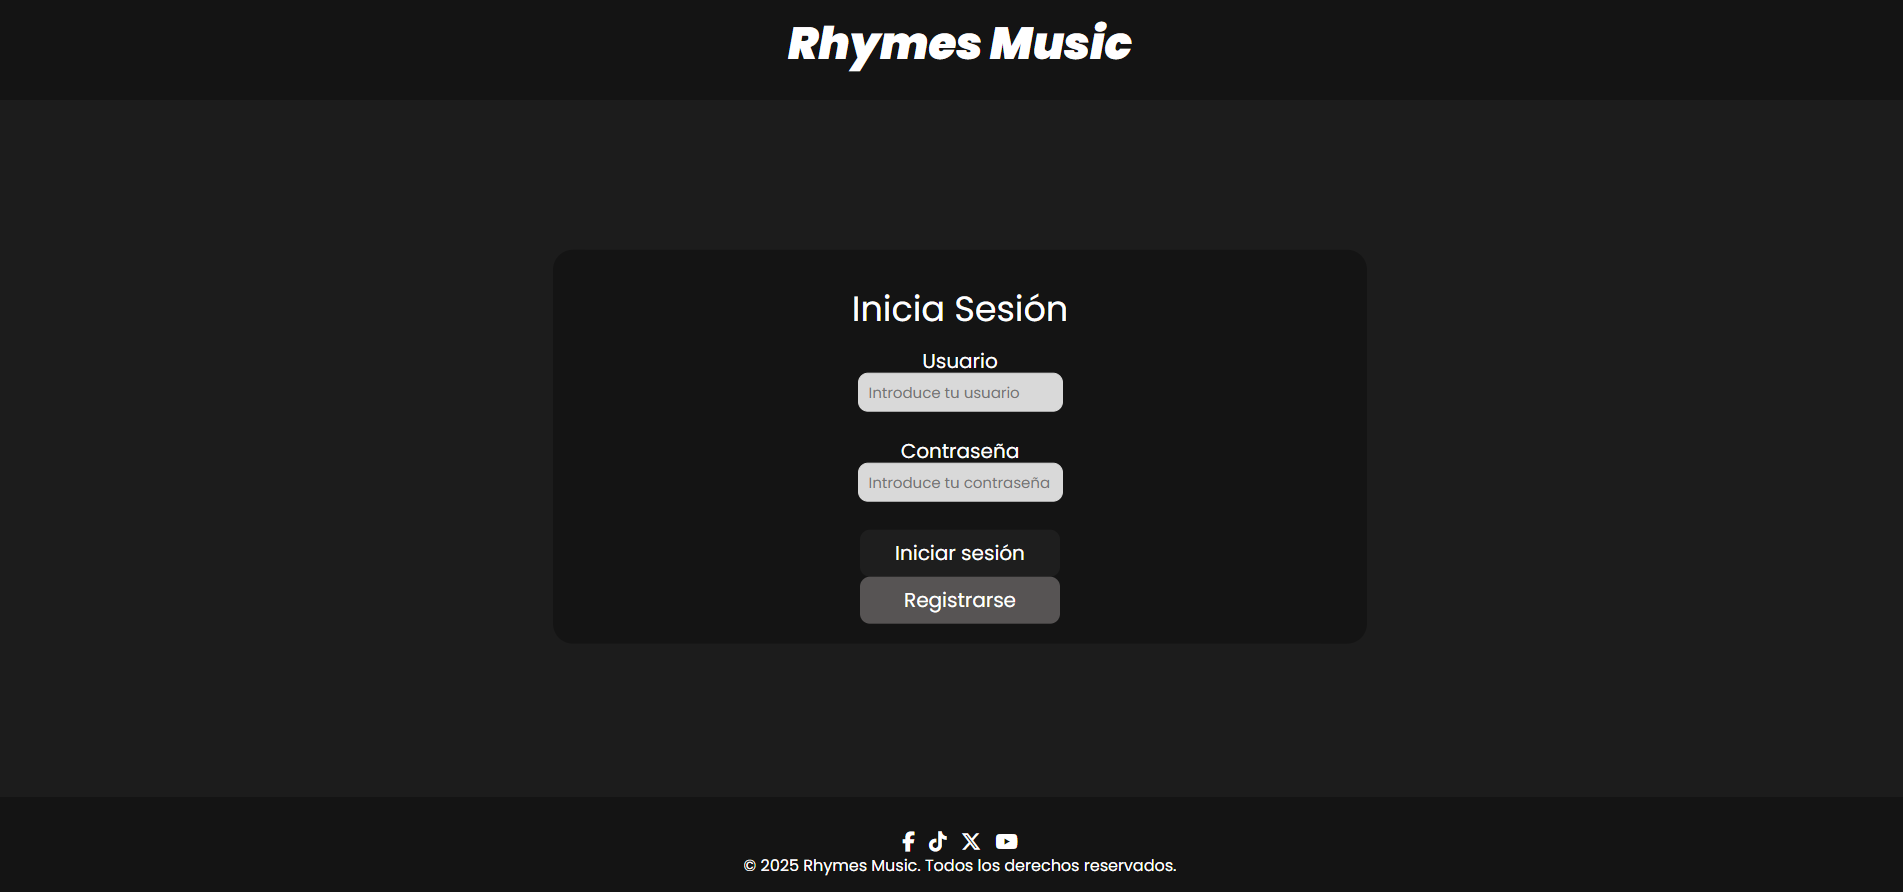 Rhymes Music
Inicia Sesión
Usuario
Introduce tu usuario
Contraseña
Introduce tu contraseña
Iniciar sesión
Registrarse
© 2025 Rhymes Music. Todos los derechos reservados.